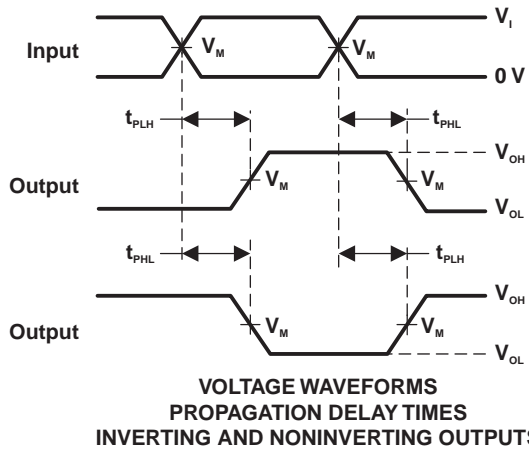 V_I
Input V_M V_M
0 V
t_PLH t_PHL
V_OH
Output V_M V_M
V_OL
t_PHL t_PLH
V_OH
Output V_M V_M
V_OL
VOLTAGE WAVEFORMS
PROPAGATION DELAY TIMES
INVERTING AND NONINVERTING OUTPUTS